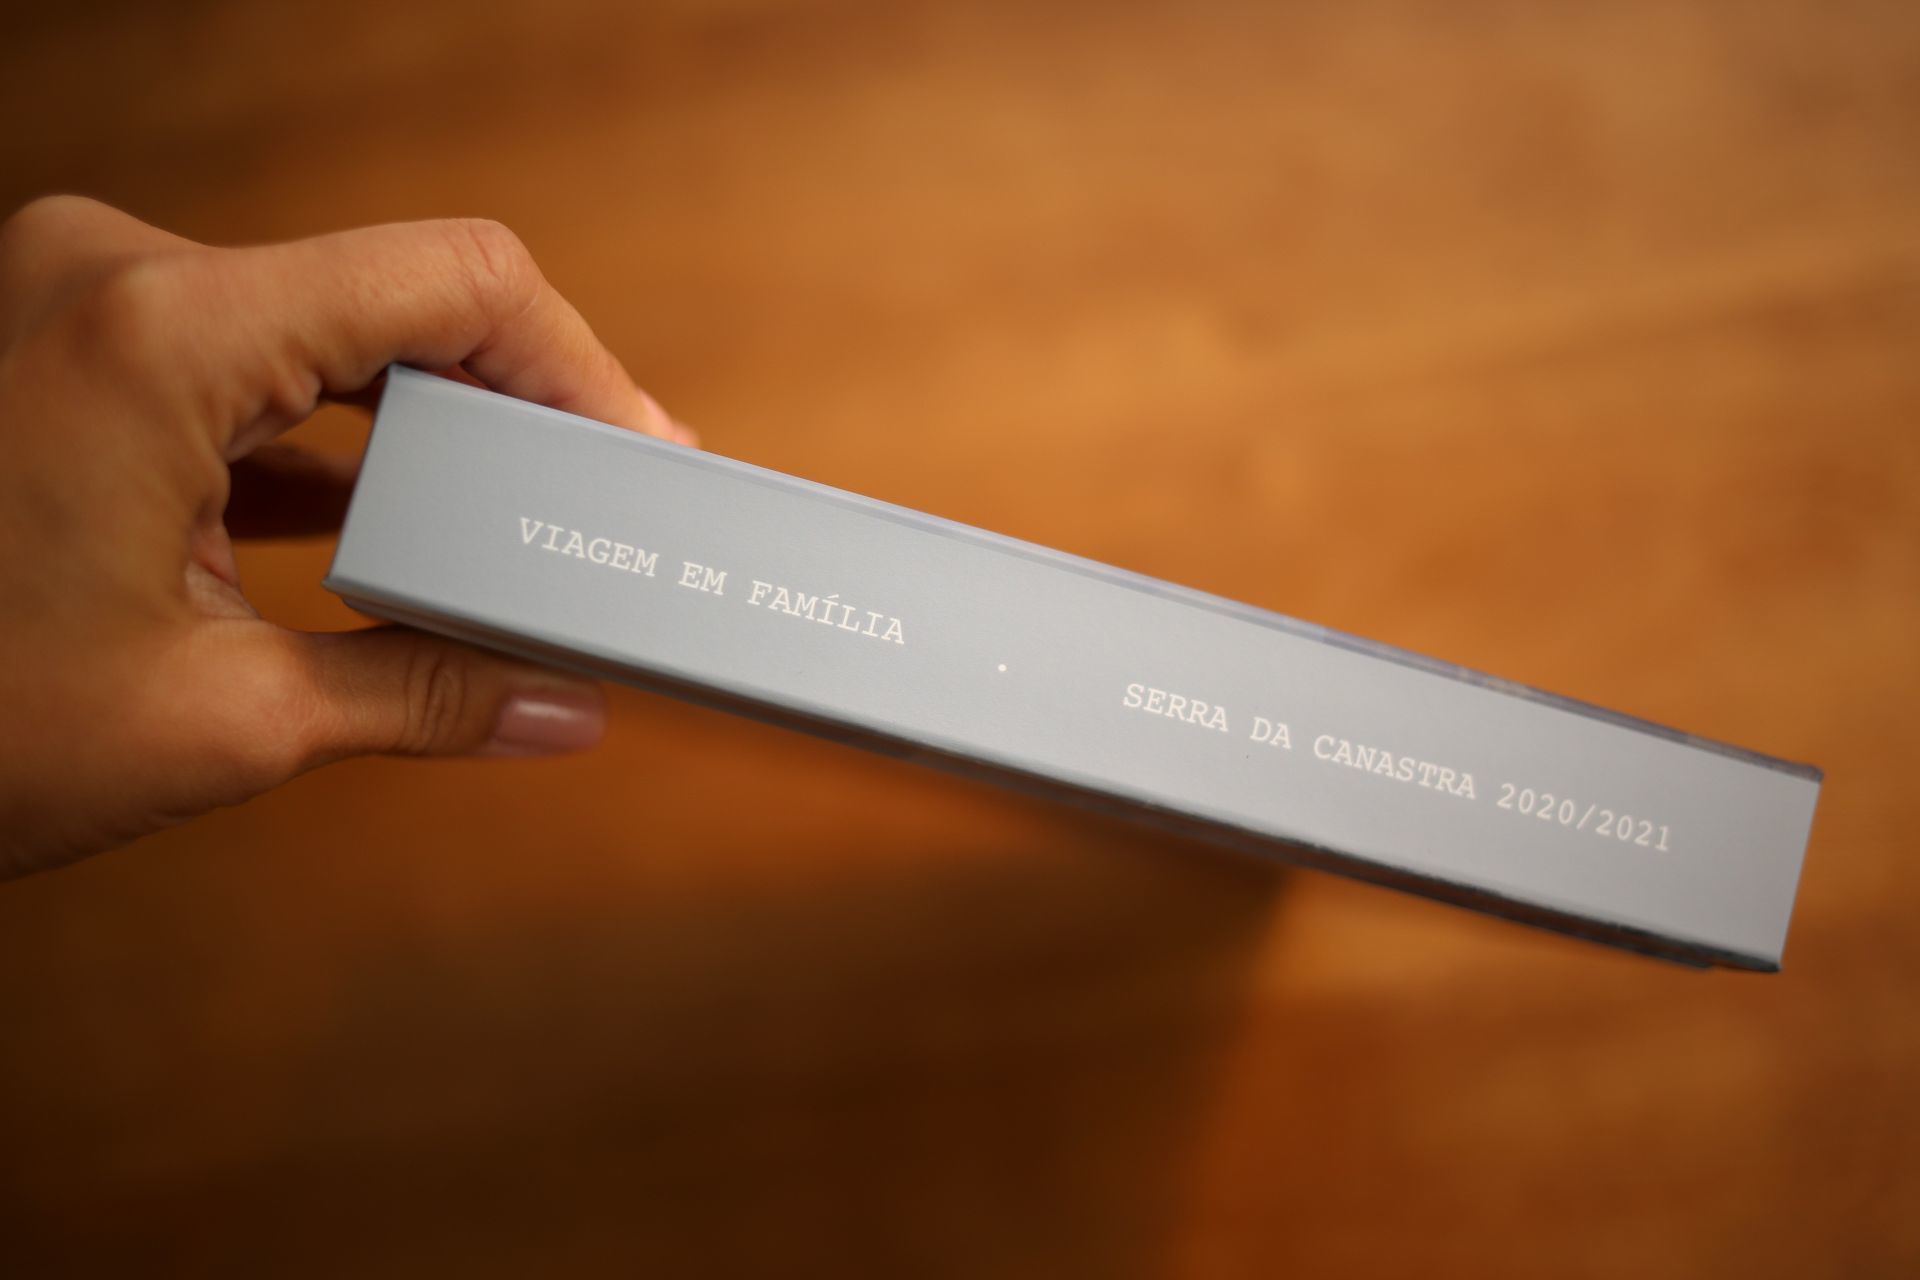 VIAGEM EM FAMÍLIA . SERRA DA CANASTRA 2020/2021